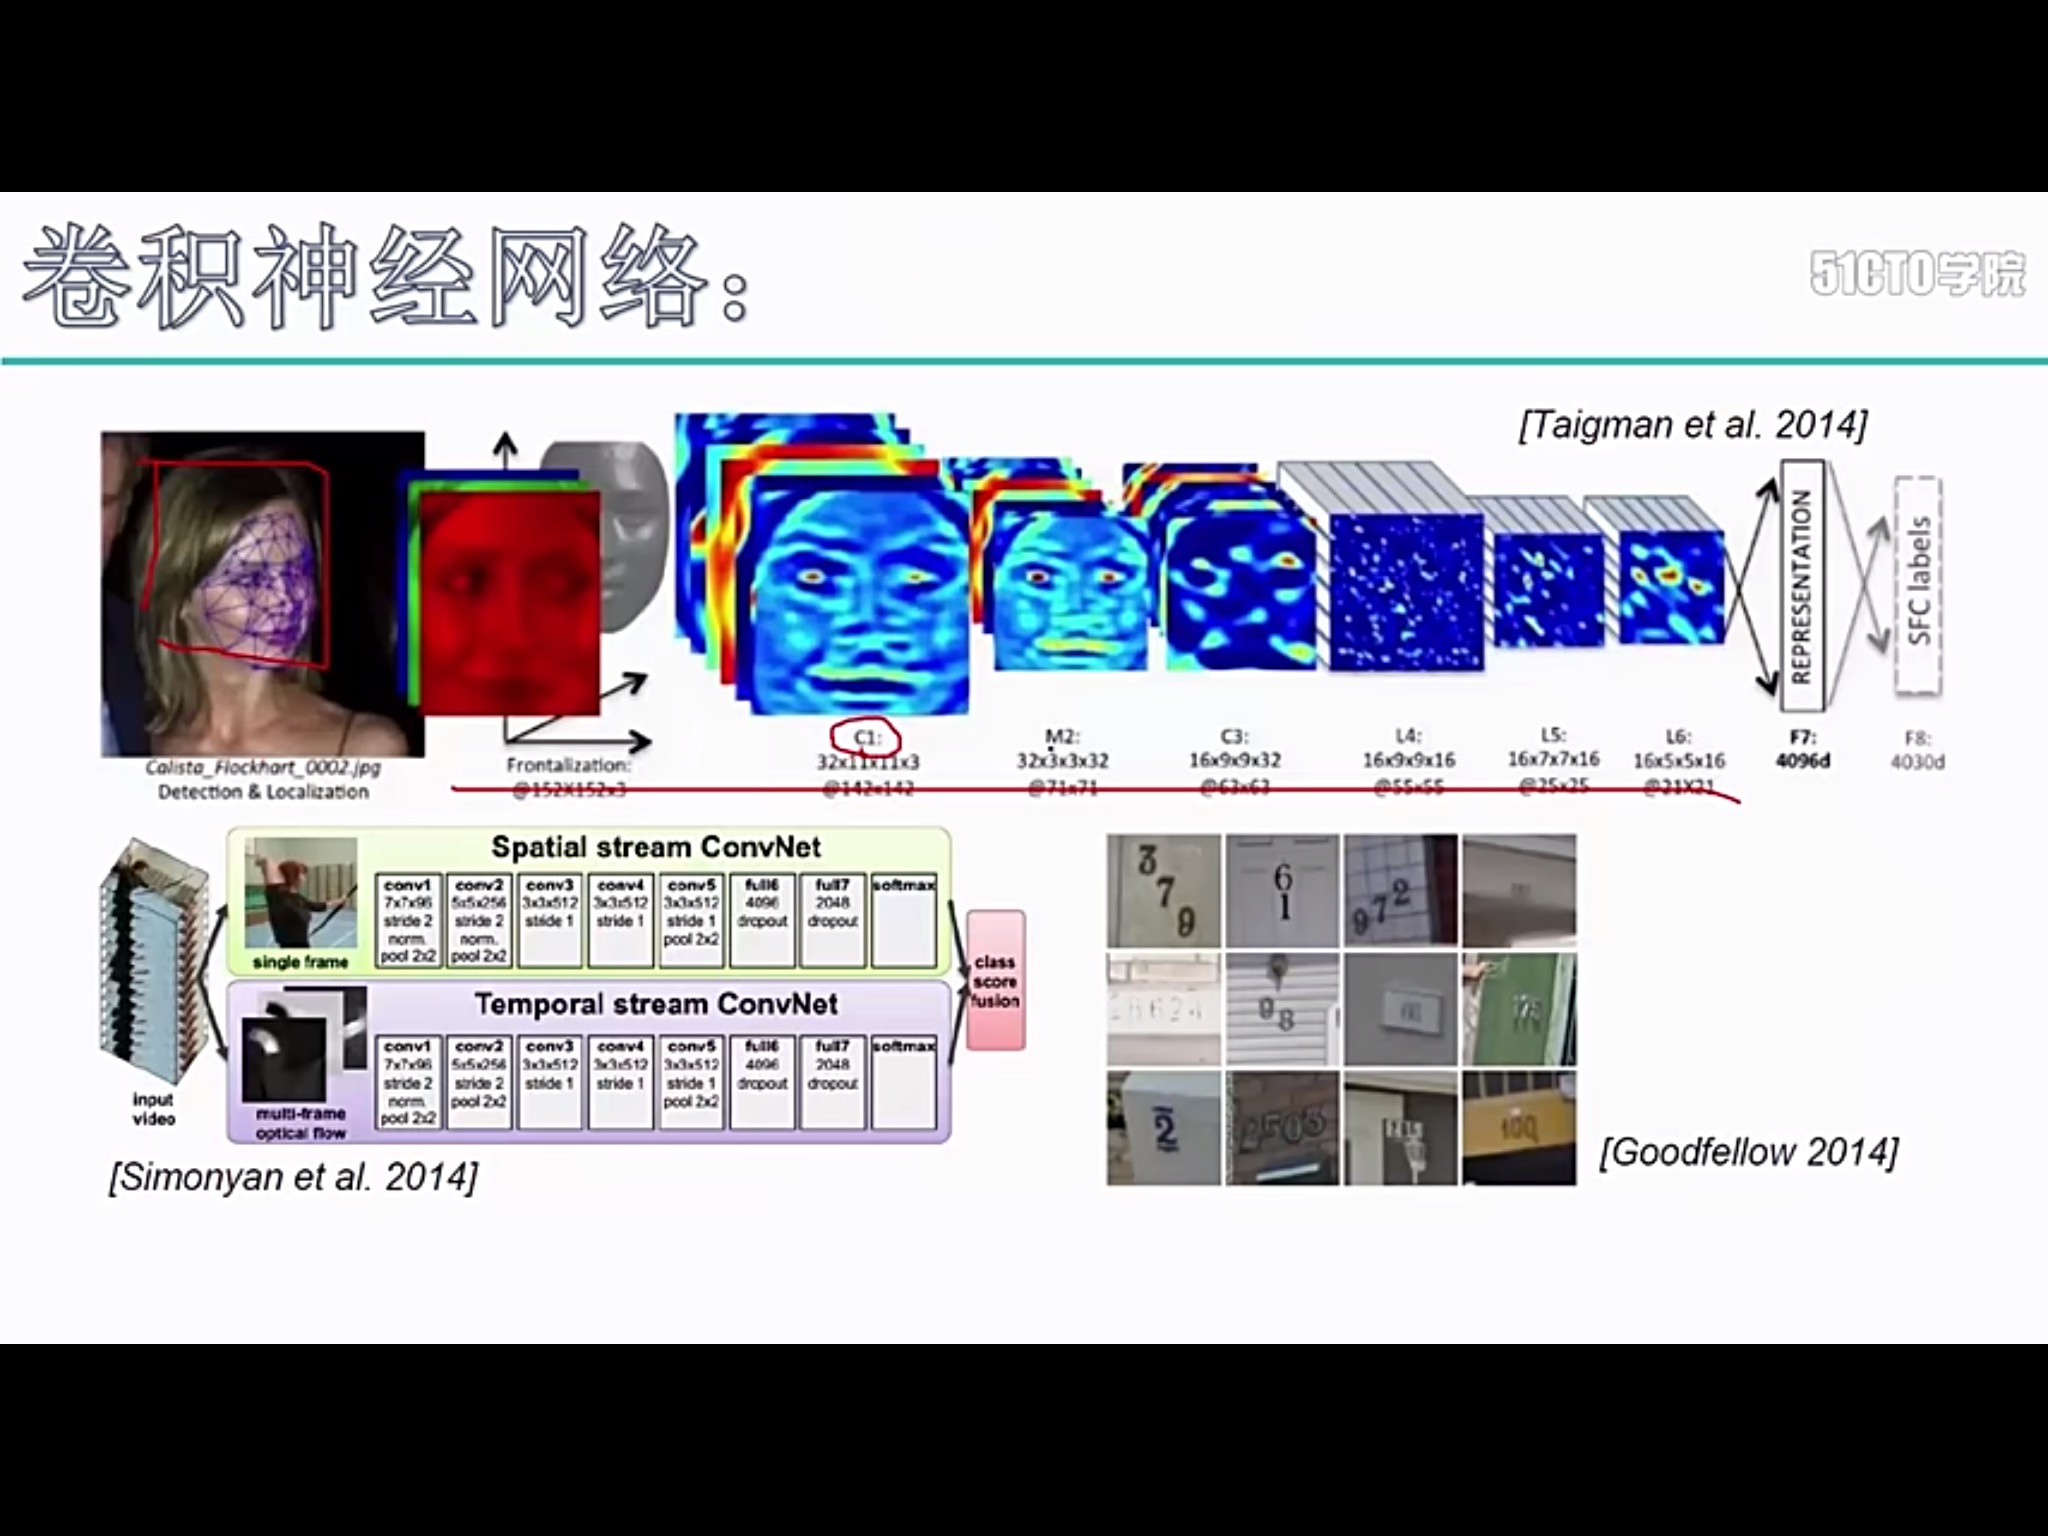 卷积神经网络：
51CTO学院
[Taigman et al. 2014]
Calista_Flockhart_0002.jpg
Detection & Localization
Frontalization:
@152X152x3
C1:
32x11x11x3
@142x142
M2:
32x3x3x32
@71x71
C3:
16x9x9x32
@63x63
L4:
16x9x9x16
@55x55
L5:
16x7x7x16
@25x25
L6:
16x5x5x16
@21X21
REPRESENTATION
F7:
4096d
SFC labels
F8:
4030d
input
video
Spatial stream ConvNet
single frame
conv1
7x7x96
stride 2
norm.
pool 2x2
conv2
5x5x256
stride 2
norm.
pool 2x2
conv3
3x3x512
stride 1
conv4
3x3x512
stride 1
conv5
3x3x512
stride 1
pool 2x2
full6
4096
dropout
full7
2048
dropout
softmax
Temporal stream ConvNet
multi-frame
optical flow
conv1
7x7x96
stride 2
norm.
pool 2x2
conv2
5x5x256
stride 2
pool 2x2
conv3
3x3x512
stride 1
conv4
3x3x512
stride 1
conv5
3x3x512
stride 1
pool 2x2
full6
4096
dropout
full7
2048
dropout
softmax
class
score
fusion
[Simonyan et al. 2014]
3
7
9
6
1
972
28624
98
2
2503
100
[Goodfellow 2014]